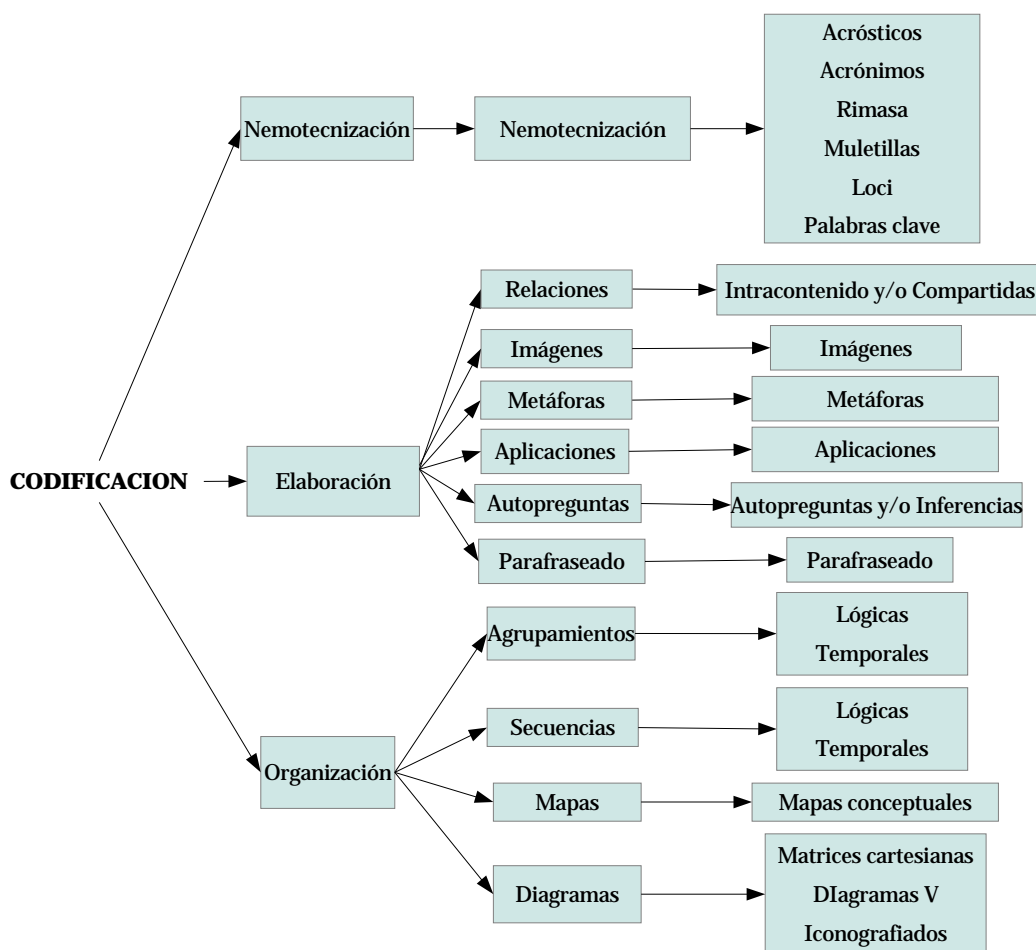 Acrósticos
Acrónimos
Rimasa
Muletillas
Loci
Palabras clave
Nemotecnización
Nemotecnización
Relaciones
Intracontenido y/o Compartidas
Imágenes
Imágenes
Metáforas
Metáforas
Aplicaciones
Aplicaciones
CODIFICACION
Elaboración
Autopreguntas
Autopreguntas y/o Inferencias
Parafraseado
Parafraseado
Agrupamientos
Lógicas
Temporales
Secuencias
Lógicas
Temporales
Organización
Mapas
Mapas conceptuales
Diagramas
Matrices cartesianas
DIagramas V
Iconografiados